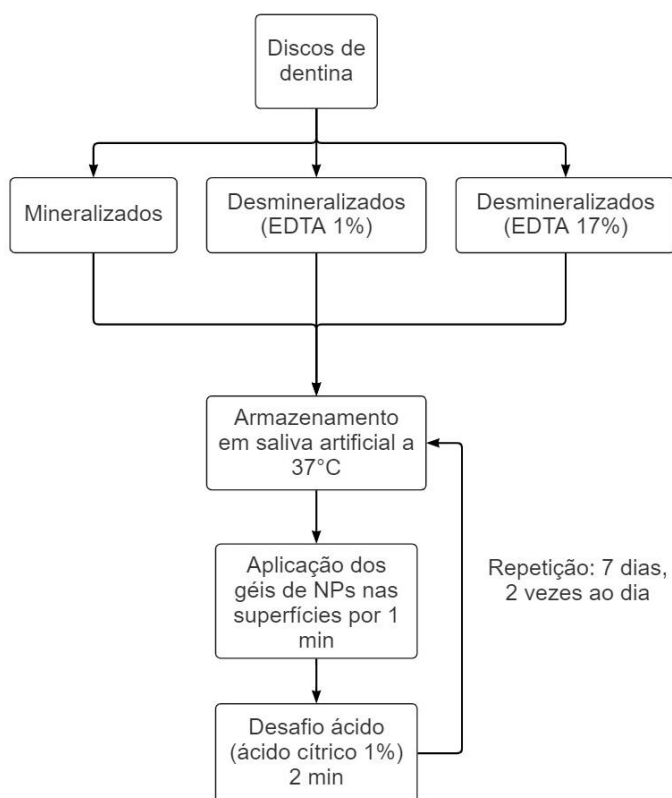 Discos de
dentina
Mineralizados
Desmineralizados
(EDTA 1%)
Desmineralizados
(EDTA 17%)
Armazenamento
em saliva artificial a
37°C
Aplicação dos
géis de NPs nas
superfícies por 1
min
Repetição: 7 dias,
2 vezes ao dia
Desafio ácido
(ácido cítrico 1%)
2 min